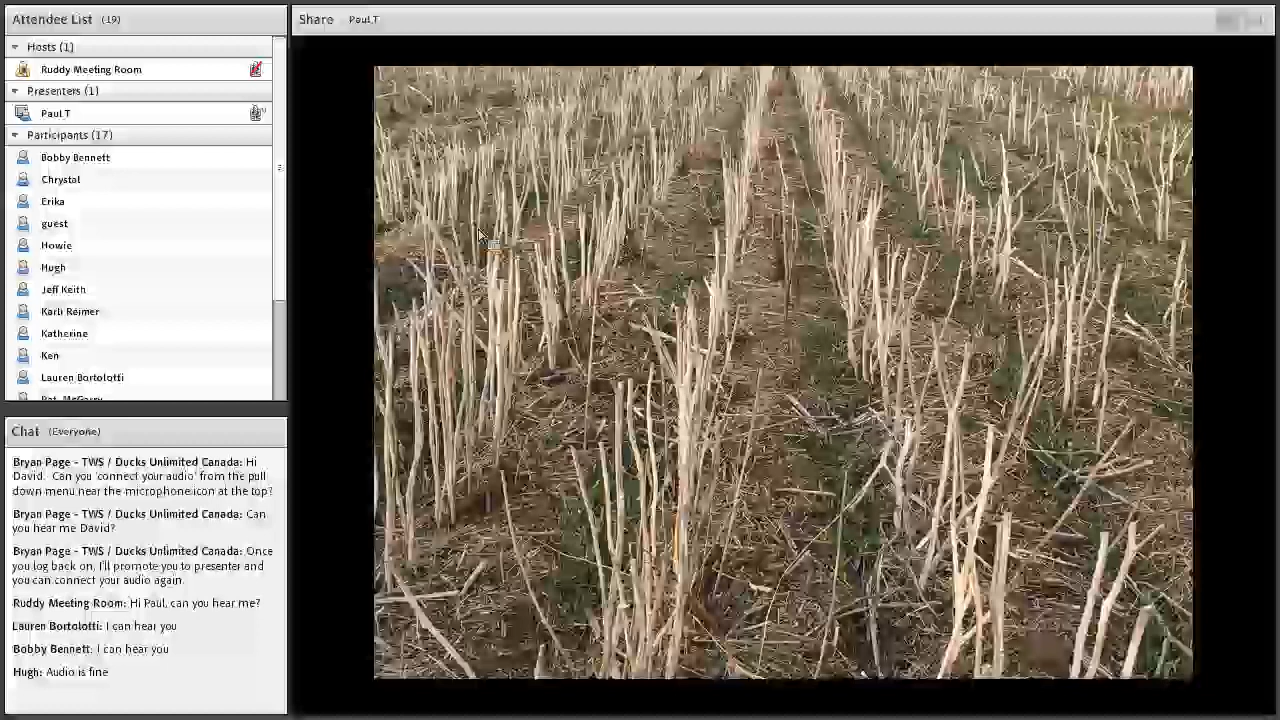 Attendee List (19)
Hosts (1)
Ruddy Meeting Room
Presenters (1)
Paul T
Participants (17)
Bobby Bennett
Chrystal
Erika
guest
Howie
Hugh
Jeff Keith
Karli Reimer
Katherine
Ken
Lauren Bortolotti
Chat (Everyone)
Bryan Page - TWS / Ducks Unlimited Canada: Hi
David. Can you 'connect your audio' from the pull
down menu near the microphone icon at the top?
Bryan Page - TWS / Ducks Unlimited Canada: Can
you hear me David?
Bryan Page - TWS / Ducks Unlimited Canada: Once
you log back on, I'll promote you to presenter and
you can connect your audio again.
Ruddy Meeting Room: Hi Paul, can you hear me?
Lauren Bortolotti: I can hear you
Bobby Bennett: I can hear you
Hugh: Audio is fine
Share Paul T